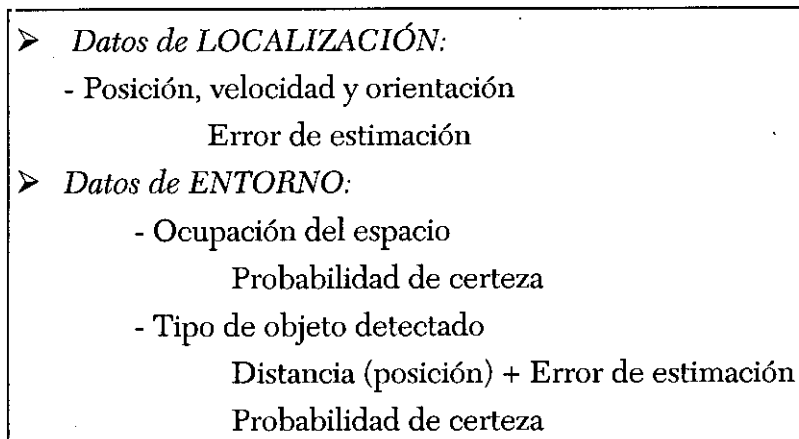 ➢ Datos de LOCALIZACIÓN:
- Posición, velocidad y orientación
Error de estimación
➢ Datos de ENTORNO:
- Ocupación del espacio
Probabilidad de certeza
- Tipo de objeto detectado
Distancia (posición) + Error de estimación
Probabilidad de certeza